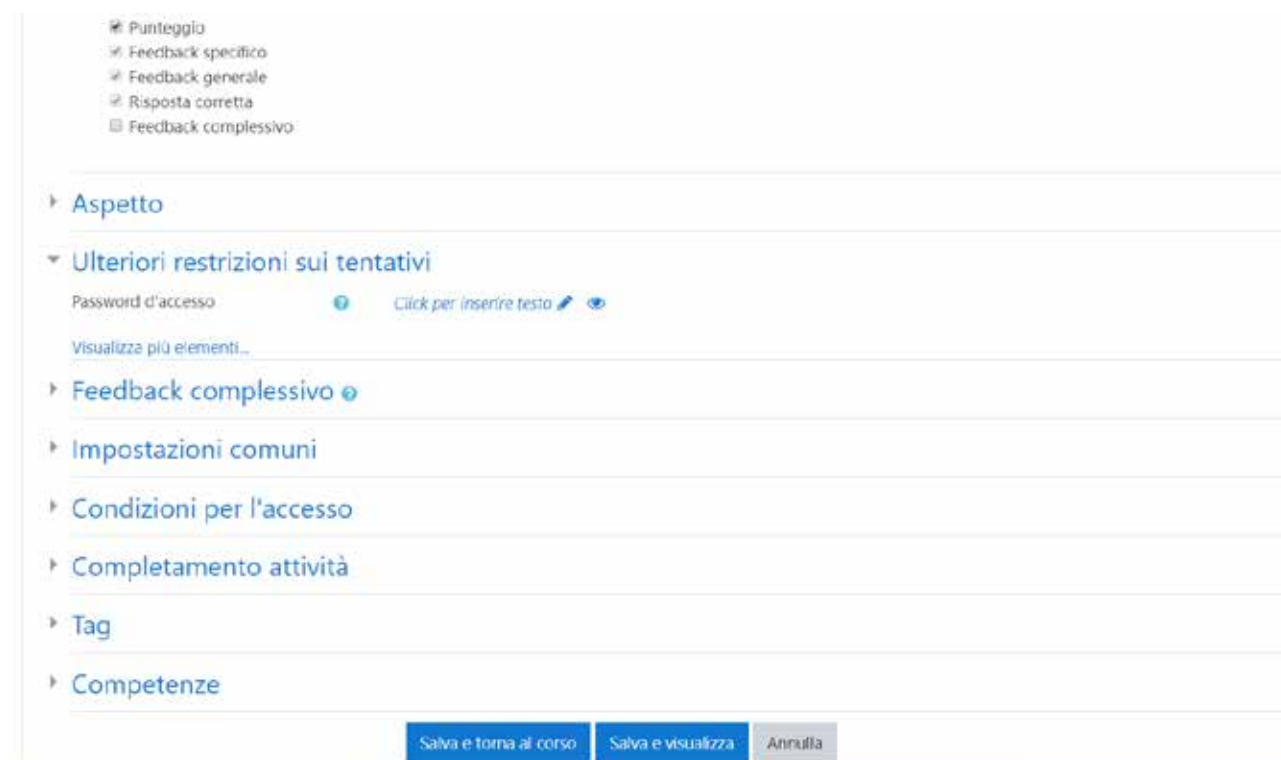 Punteggio
Feedback specifico
Feedback generale
Risposta corretta
Feedback complessivo
Aspetto
Ulteriori restrizioni sui tentativi
Password d'accesso Click per inserire testo
Visualizza più elementi...
Feedback complessivo
Impostazioni comuni
Condizioni per l'accesso
Completamento attività
Tag
Competenze
Salva e torna al corso Salva e visualizza Annulla